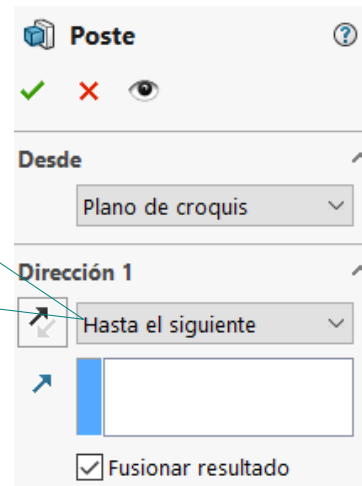 Poste
Desde
Plano de croquis
Dirección 1
Hasta el siguiente
Fusionar resultado